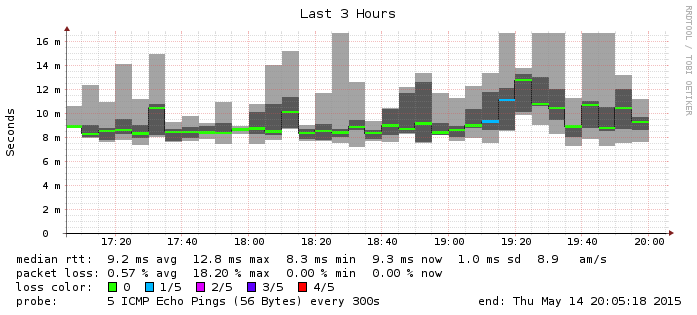 Last 3 Hours
RRDTOOL / TOBI OETIKER
Seconds
16 m
14 m
12 m
10 m
8 m
6 m
4 m
2 m
0
17:20 17:40 18:00 18:20 18:40 19:00 19:20 19:40 20:00
median rtt: 9.2 ms avg 12.8 ms max 8.3 ms min 9.3 ms now 1.0 ms sd 8.9 am/s
packet loss: 0.57 % avg 18.20 % max 0.00 % min 0.00 % now
loss color: 0 1/5 2/5 3/5 4/5
probe: 5 ICMP Echo Pings (56 Bytes) every 300s end: Thu May 14 20:05:18 2015